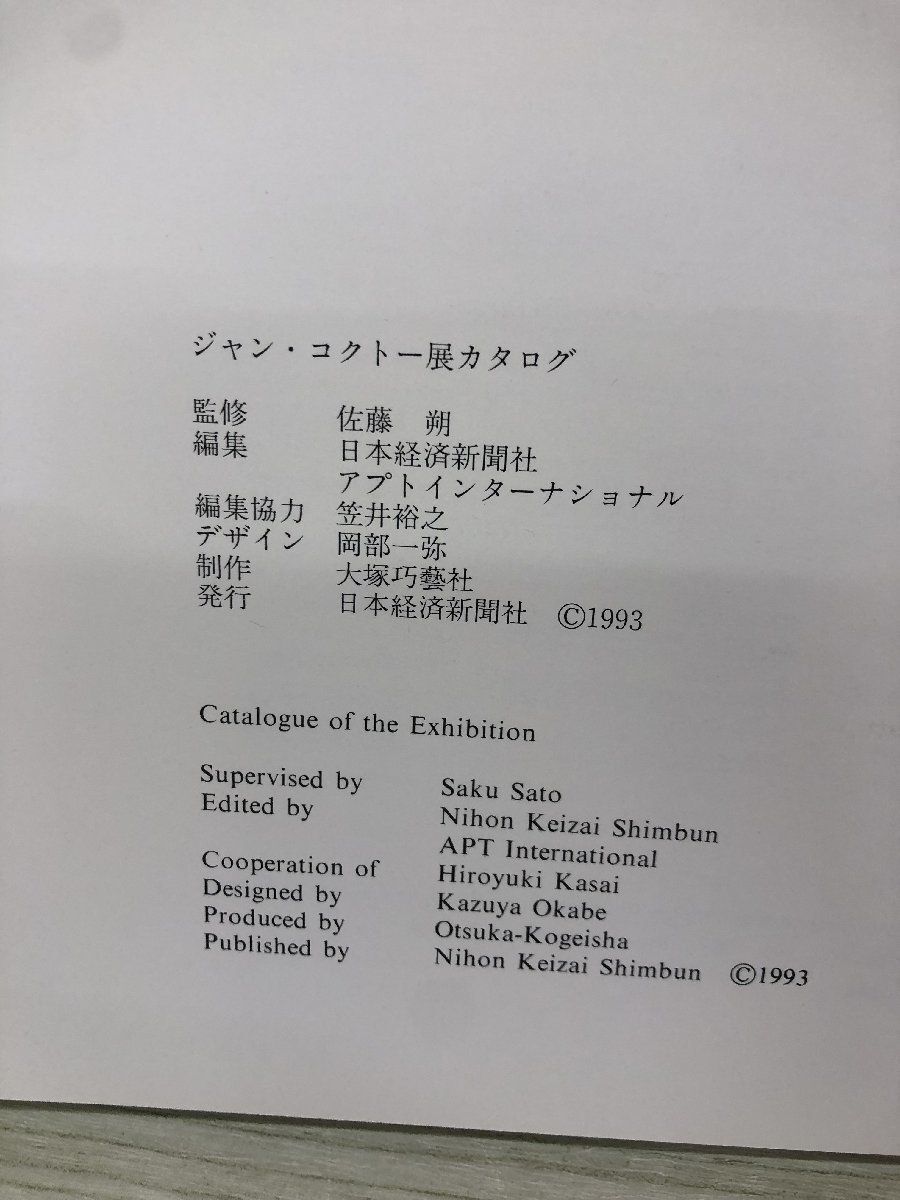 ジャン・コクトー展カタログ
監修 佐藤 朔
編集 日本経済新聞社
アプトインターナショナル
編集協力 笠井裕之
デザイン 岡部一弥
制作 大塚巧藝社
発行 日本経済新聞社 ©1993
Catalogue of the Exhibition
Supervised by Saku Sato
Edited by Nihon Keizai Shimbun
APT International
Cooperation of Hiroyuki Kasai
Designed by Kazuya Okabe
Produced by Otsuka-Kogeisha
Published by Nihon Keizai Shimbun ©1993